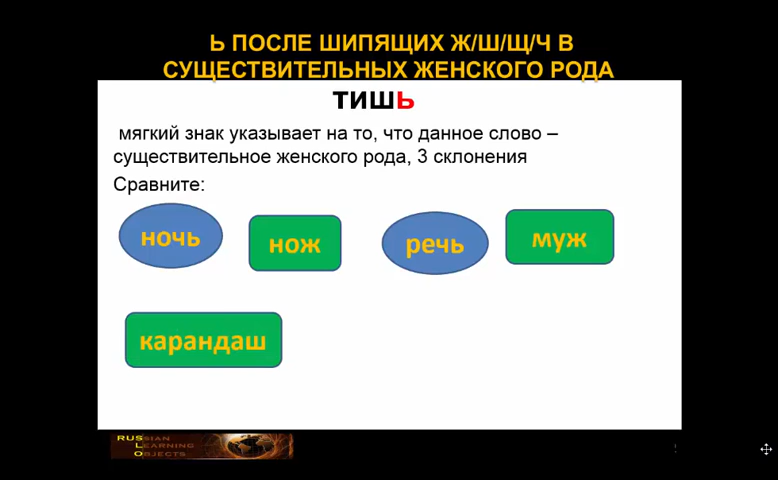 Ь ПОСЛЕ ШИПЯЩИХ Ж/Ш/Щ/Ч В
СУЩЕСТВИТЕЛЬНЫХ ЖЕНСКОГО РОДА
ТИШЬ
мягкий знак указывает на то, что данное слово –
существительное женского рода, 3 склонения
Сравните:
ночь
нож
речь
муж
карандаш
RUSSIAN
LEARNING
OBJECTS